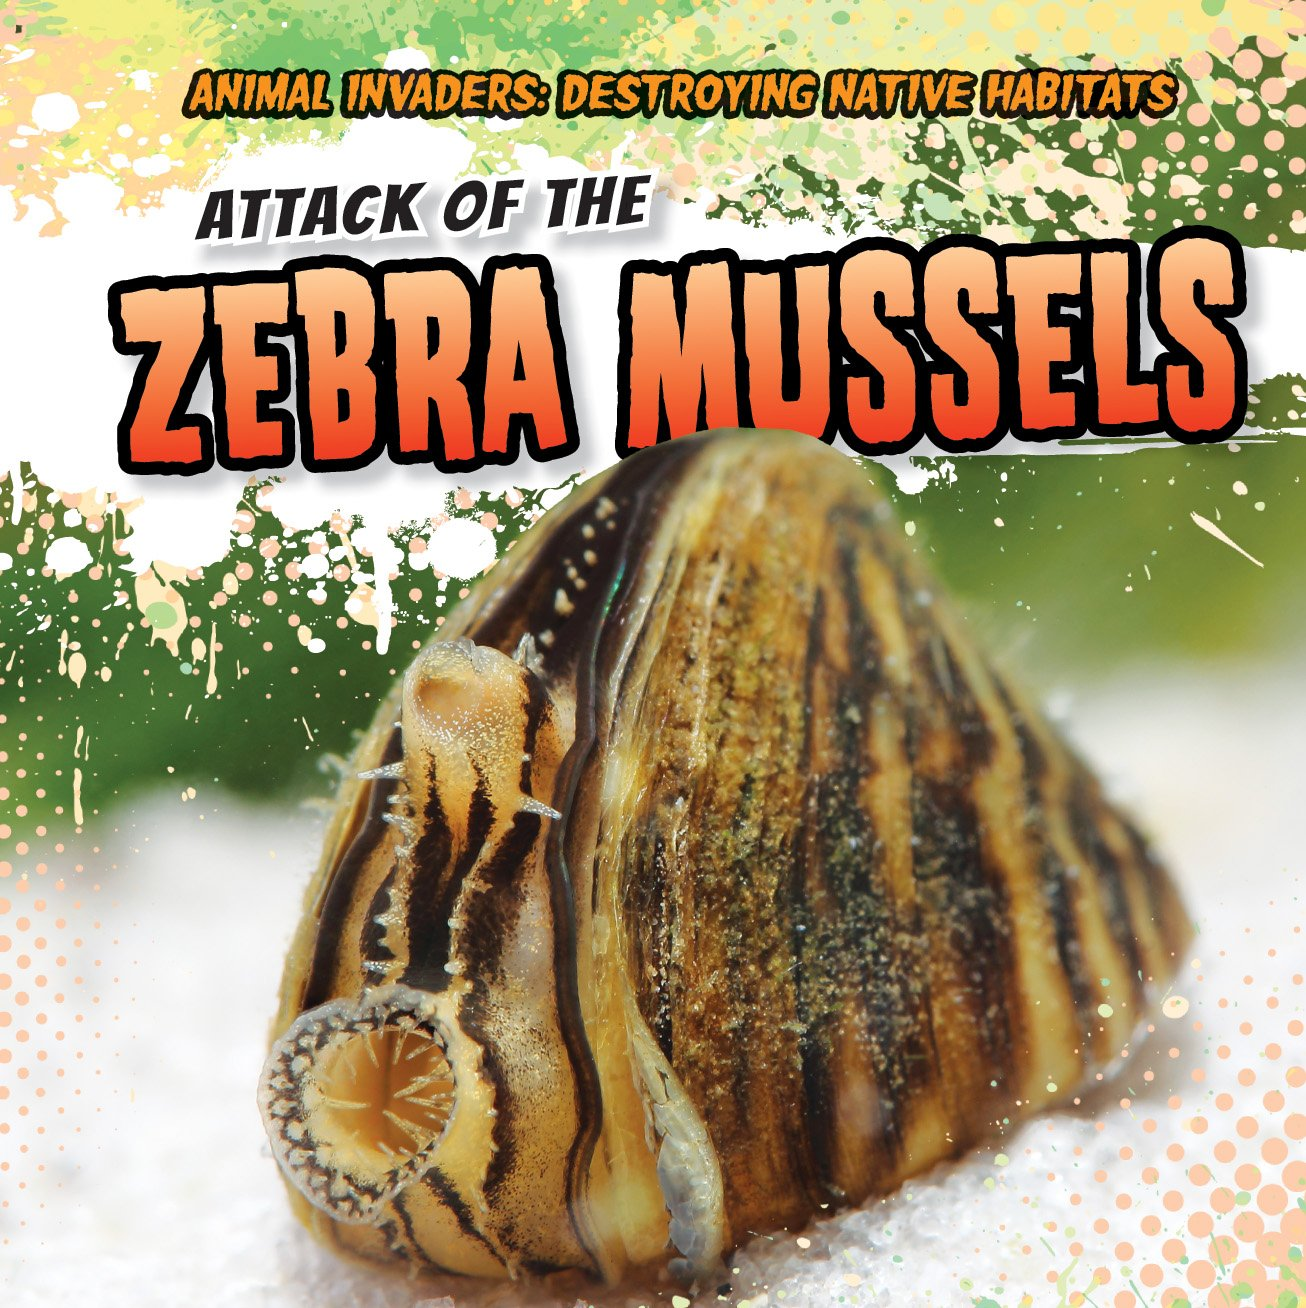 ANIMAL INVADERS: DESTROYING NATIVE HABITATS
ATTACK OF THE
ZEBRA MUSSELS